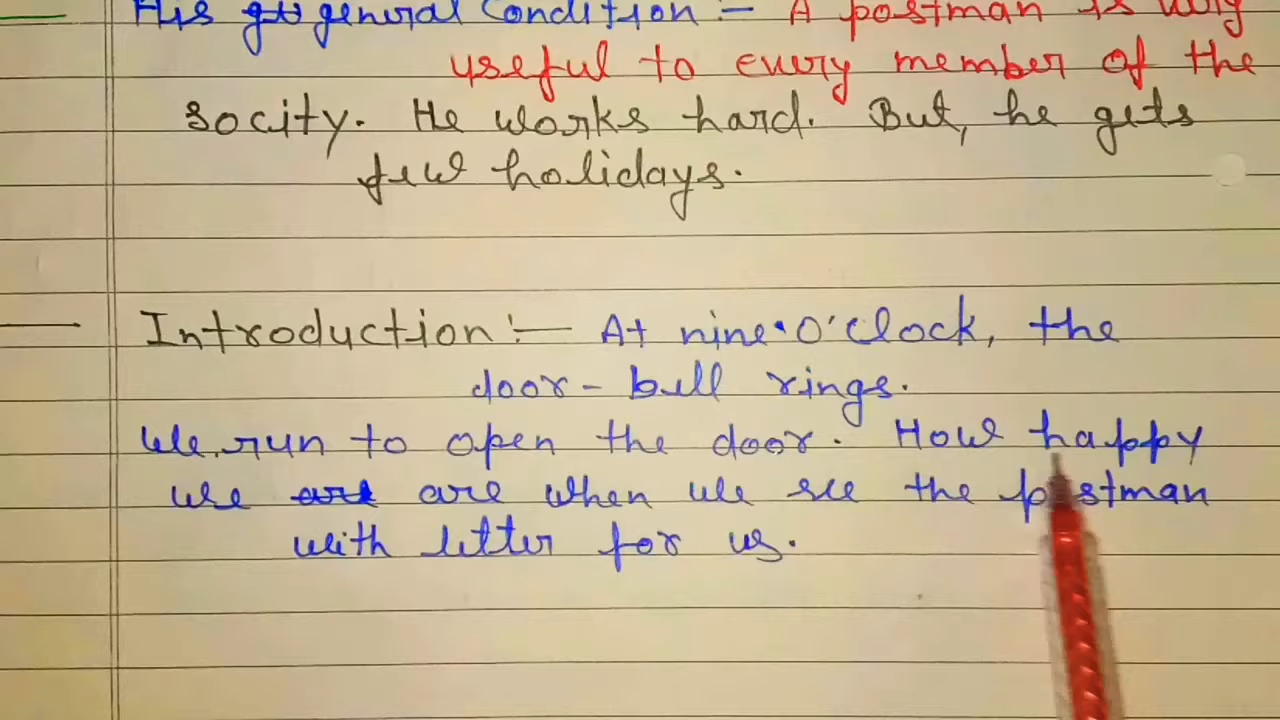 His general Condition :- A postman is very
useful to every member of the
socity. He works hard. But, he gets
few holidays.
Introduction :- At nine O'Clock, the
door-bell rings.
We run to open the door. How happy
we are when we see the postman
with letter for us.